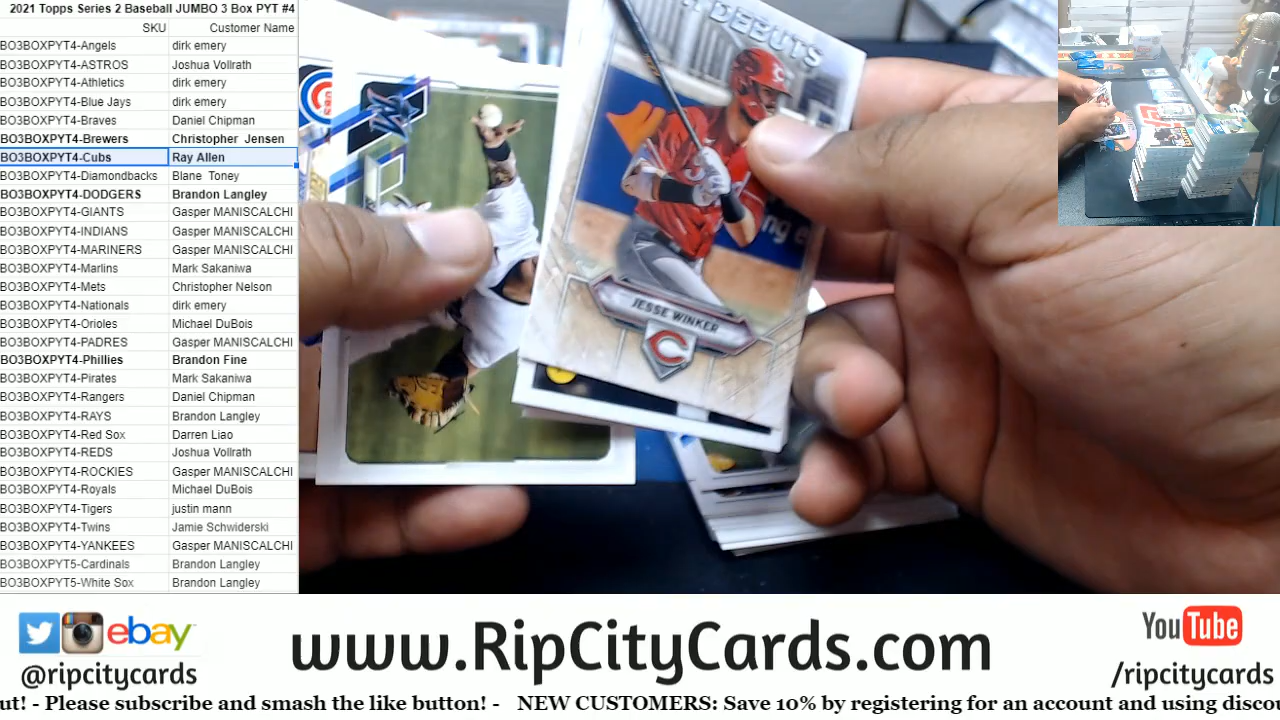 2021 Topps Series 2 Baseball JUMBO 3 Box PYT #4
SKU Customer Name
BO3BOXPYT4-Angels dirk emery
BO3BOXPYT4-ASTROS Joshua Vollrath
BO3BOXPYT4-Athletics dirk emery
BO3BOXPYT4-Blue Jays dirk emery
BO3BOXPYT4-Braves Daniel Chipman
BO3BOXPYT4-Brewers Christopher Jensen
BO3BOXPYT4-Cubs Ray Allen
BO3BOXPYT4-Diamondbacks Blane Toney
BO3BOXPYT4-DODGERS Brandon Langley
BO3BOXPYT4-GIANTS Gasper MANISCALCHI
BO3BOXPYT4-INDIANS Gasper MANISCALCHI
BO3BOXPYT4-MARINERS Gasper MANISCALCHI
BO3BOXPYT4-Marlins Mark Sakaniwa
BO3BOXPYT4-Mets Christopher Nelson
BO3BOXPYT4-Nationals dirk emery
BO3BOXPYT4-Orioles Michael DuBois
BO3BOXPYT4-PADRES Gasper MANISCALCHI
BO3BOXPYT4-Phillies Brandon Fine
BO3BOXPYT4-Pirates Mark Sakaniwa
BO3BOXPYT4-Rangers Daniel Chipman
BO3BOXPYT4-RAYS Brandon Langley
BO3BOXPYT4-Red Sox Darren Liao
BO3BOXPYT4-REDS Joshua Vollrath
BO3BOXPYT4-ROCKIES Gasper MANISCALCHI
BO3BOXPYT4-Royals Michael DuBois
BO3BOXPYT4-Tigers justin mann
BO3BOXPYT4-Twins Jamie Schwiderski
BO3BOXPYT4-YANKEES Gasper MANISCALCHI
BO3BOXPYT5-Cardinals Brandon Langley
BO3BOXPYT5-White Sox Brandon Langley
DEBUTS
JESSE WINKER
C
ebay
@ripcitycards
www.RipCityCards.com
YouTube
/ripcitycards
ut! - Please subscribe and smash the like button! - NEW CUSTOMERS: Save 10% by registering for an account and using disco